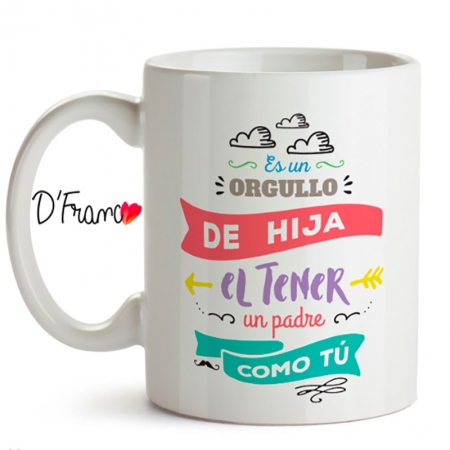 D'Franco
Es un
ORGULLO
DE HIJA
EL TENER
un padre
COMO TÚ